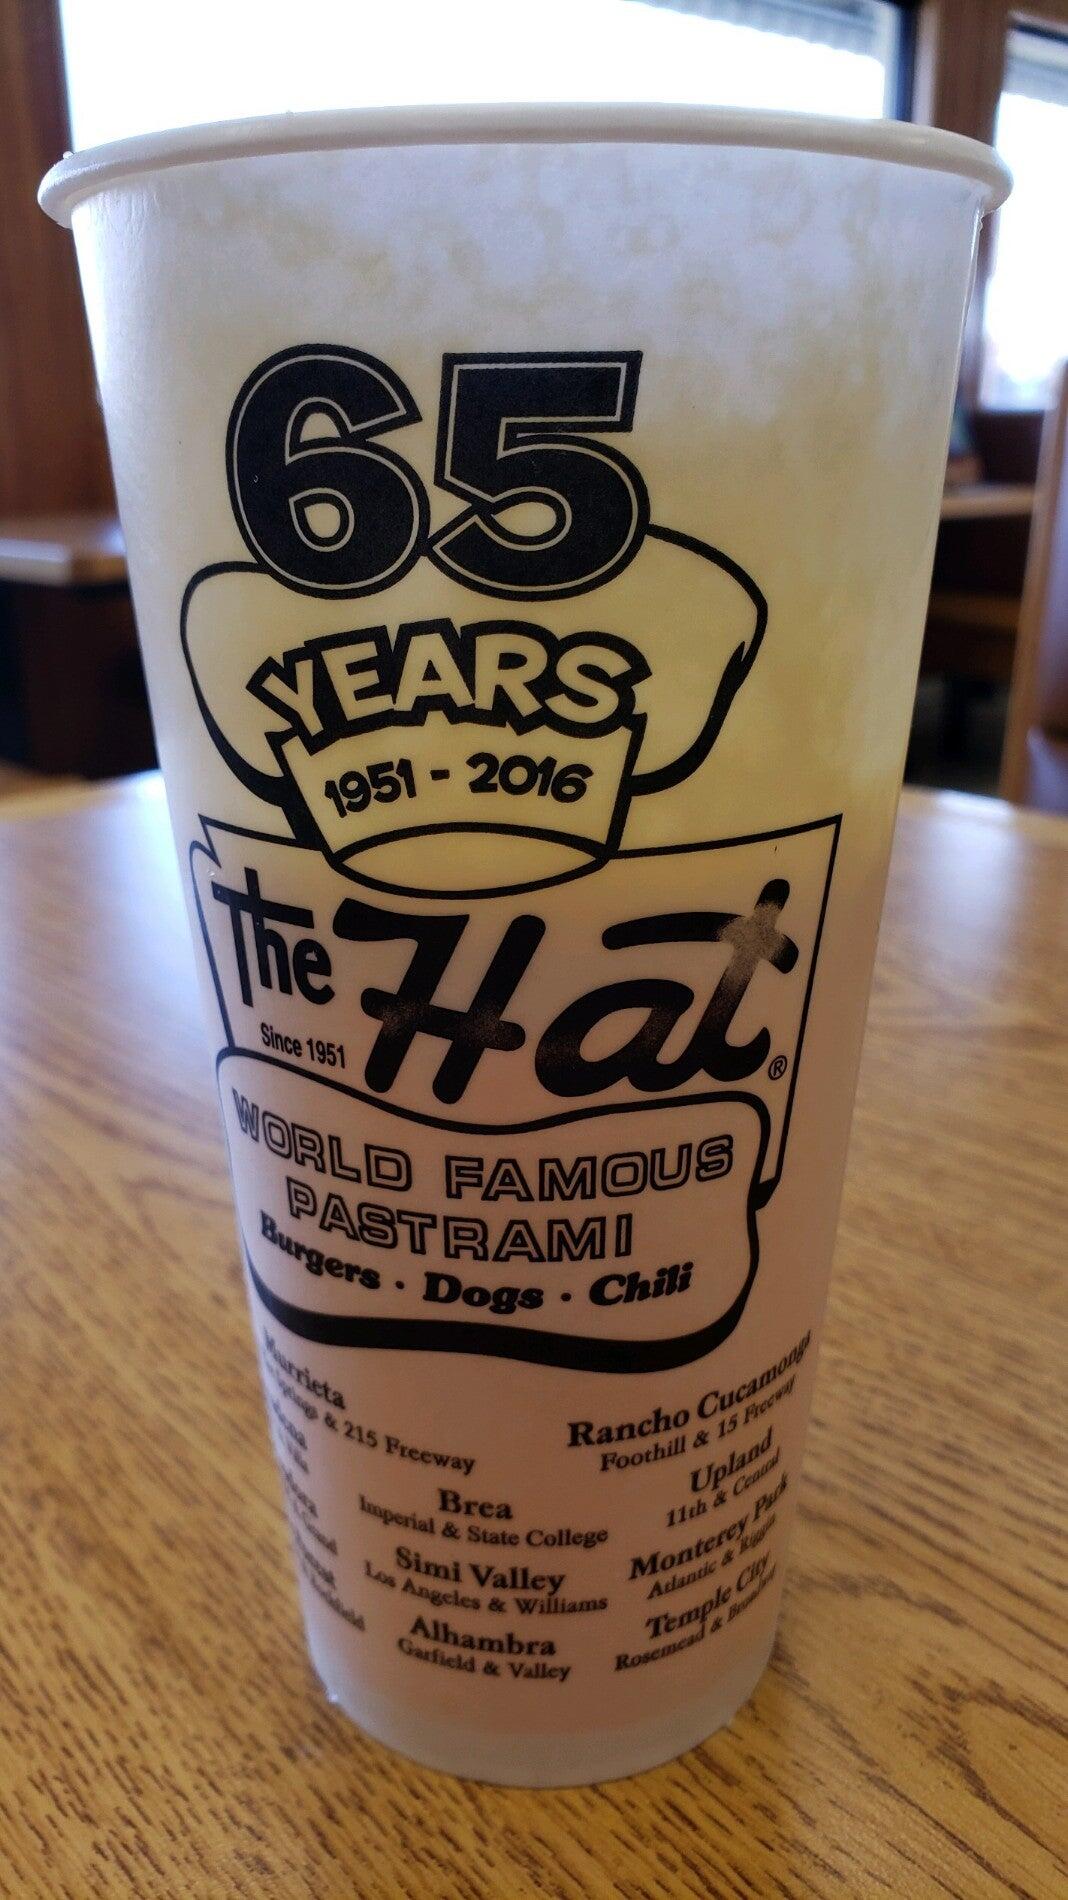 65
YEARS
1951 - 2016
The Hat®
Since 1951
WORLD FAMOUS
PASTRAMI
Burgers · Dogs · Chili
Murrieta
Springs & 215 Freeway
Brea
Imperial & State College
Simi Valley
Los Angeles & Williams
Alhambra
Garfield & Valley
Rancho Cucamonga
Foothill & 15 Freeway
Upland
11th & Central
Monterey Park
Atlantic & Riggin
Temple City
Rosemead & Broadway